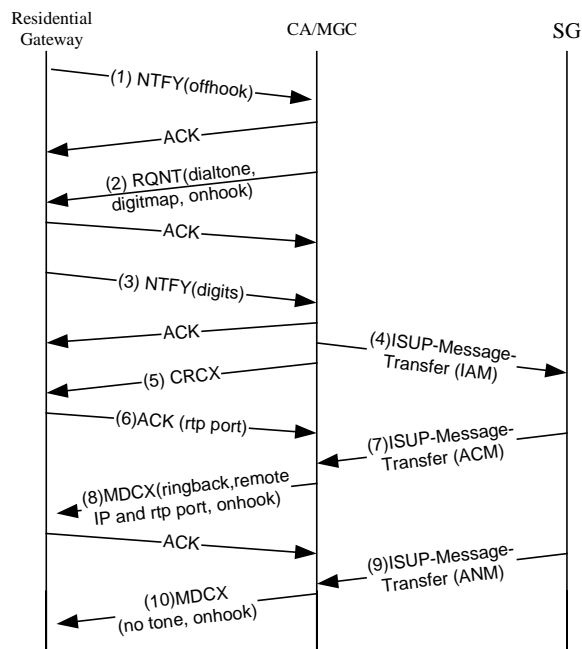 Residential
Gateway
CA/MGC
SG
(1) NTFY(offhook)
ACK
(2) RQNT(dialtone,
digitmap, onhook)
ACK
(3) NTFY(digits)
ACK
(4)ISUP-Message-
Transfer (IAM)
(5) CRCX
(6)ACK (rtp port)
(7)ISUP-Message-
Transfer (ACM)
(8)MDCX(ringback,remote
IP and rtp port, onhook)
ACK
(9)ISUP-Message-
Transfer (ANM)
(10)MDCX
(no tone, onhook)